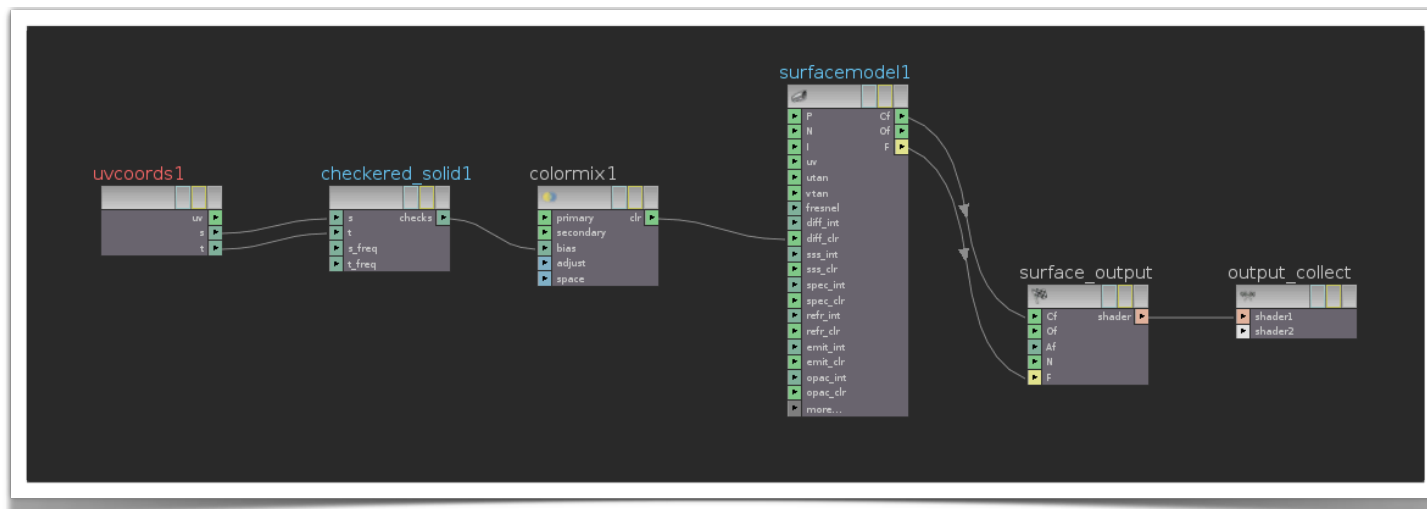 uvcoords1
uv
s
t
checkered_solid1
s checks
t
s_freq
t_freq
colormix1
primary clr
secondary
bias
adjust
space
surfacemodel1
P Cf
N Of
I F
uv
utan
vtan
fresnel
diff_int
diff_clr
sss_int
sss_clr
spec_int
spec_clr
refr_int
refr_clr
emit_int
emit_clr
opac_int
opac_clr
more...
surface_output
Cf shader
Of
Af
N
F
output_collect
shader1
shader2